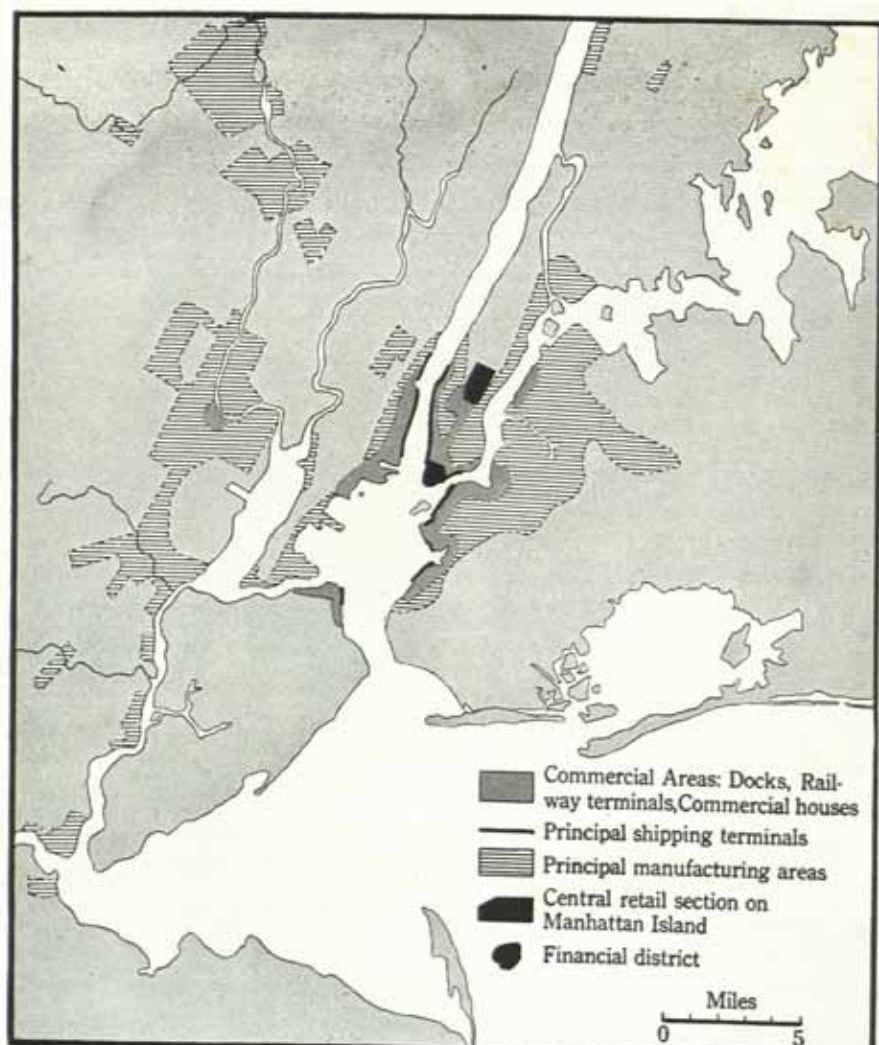 Commercial Areas: Docks, Rail-
way terminals,Commercial houses
Principal shipping terminals
Principal manufacturing areas
Central retail section on
Manhattan Island
Financial district
Miles
0 5